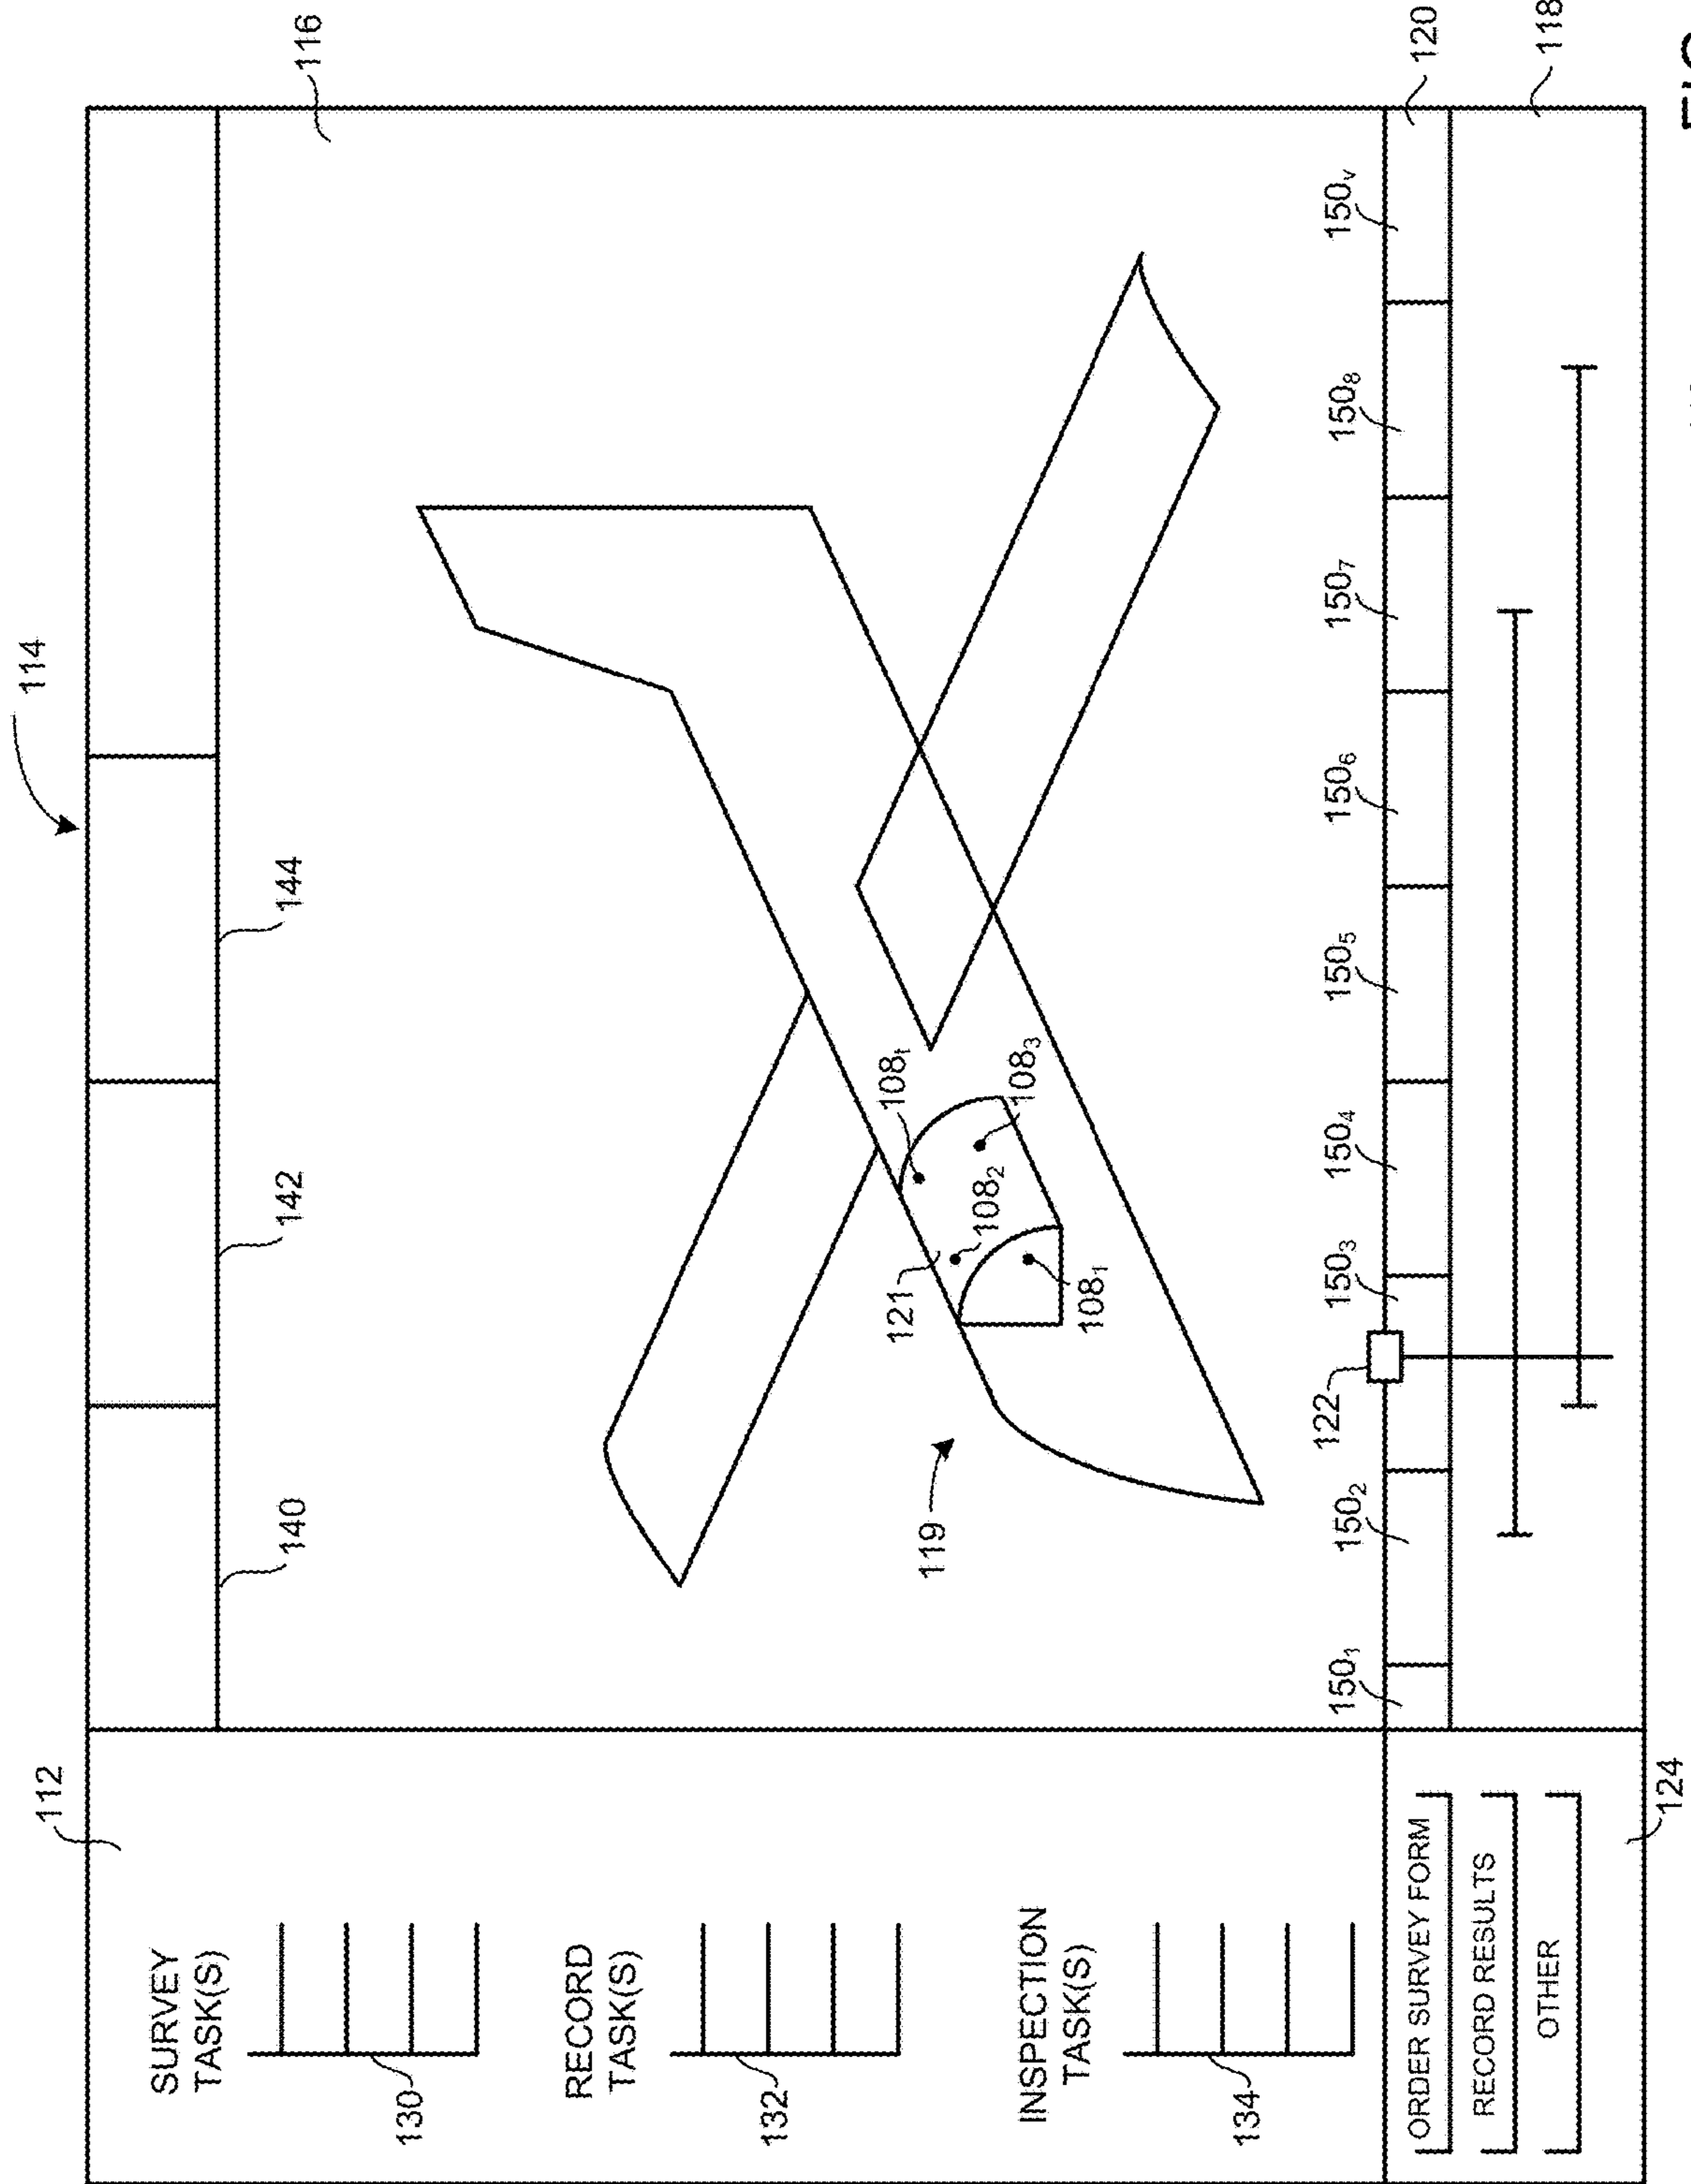 114
112
116
SURVEY
TASK(S)
130
140
142
144
RECORD
TASK(S)
132
INSPECTION
TASK(S)
134
119
121
108₁
108₂
108₃
108ₜ
122
150₁
150₂
150₃
150₄
150₅
150₆
150₇
150₈
150ᵥ
120
118
ORDER SURVEY FORM
RECORD RESULTS
OTHER
124